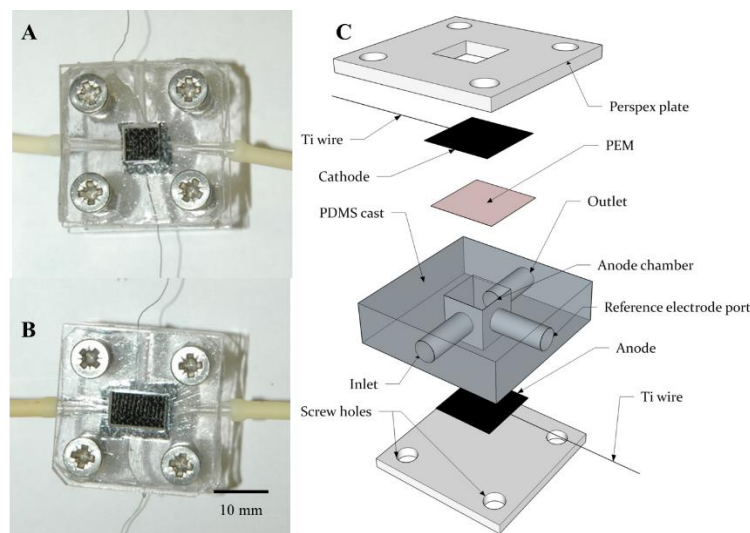 A
C
Perspex plate
Ti wire
Cathode
PEM
PDMS cast
Outlet
Anode chamber
Reference electrode port
B
Inlet
Anode
Screw holes
Ti wire
10 mm